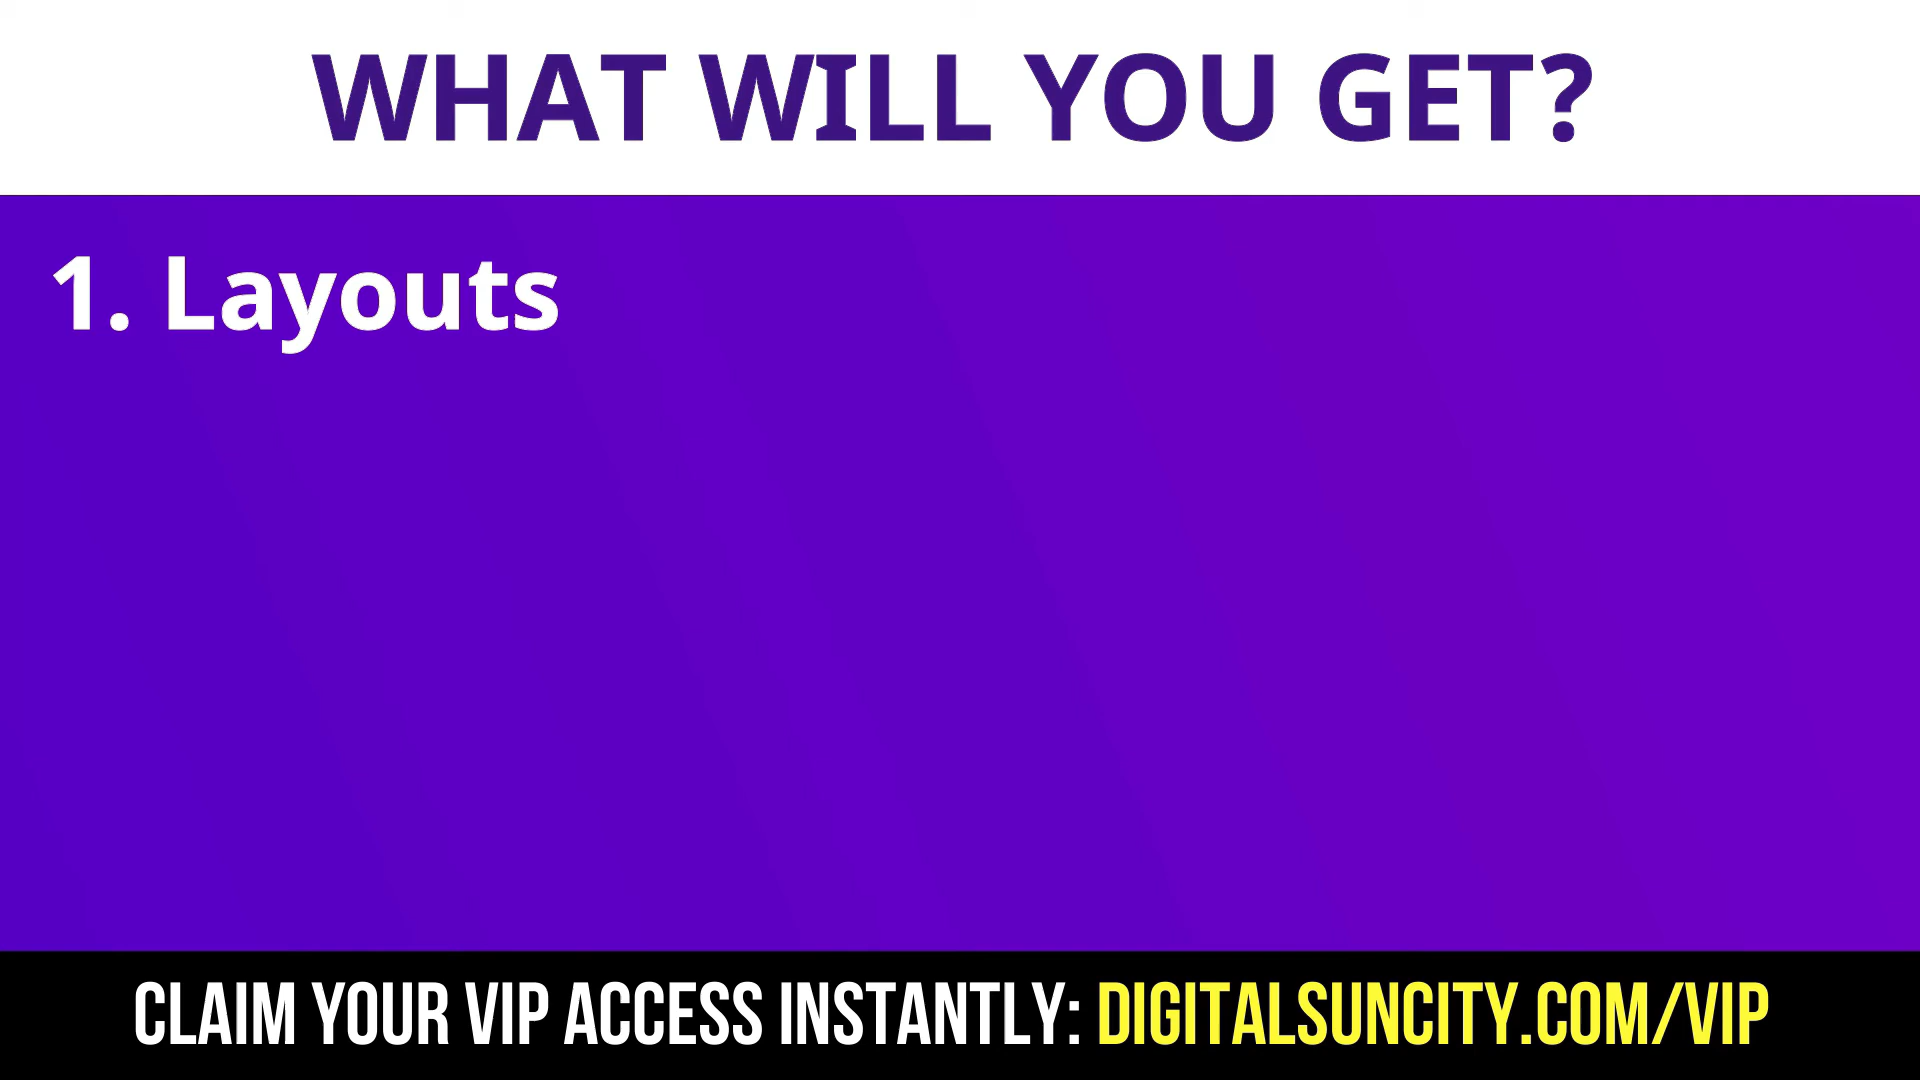 WHAT WILL YOU GET?
1. Layouts
CLAIM YOUR VIP ACCESS INSTANTLY: DIGITALSUNCITY.COM/VIP